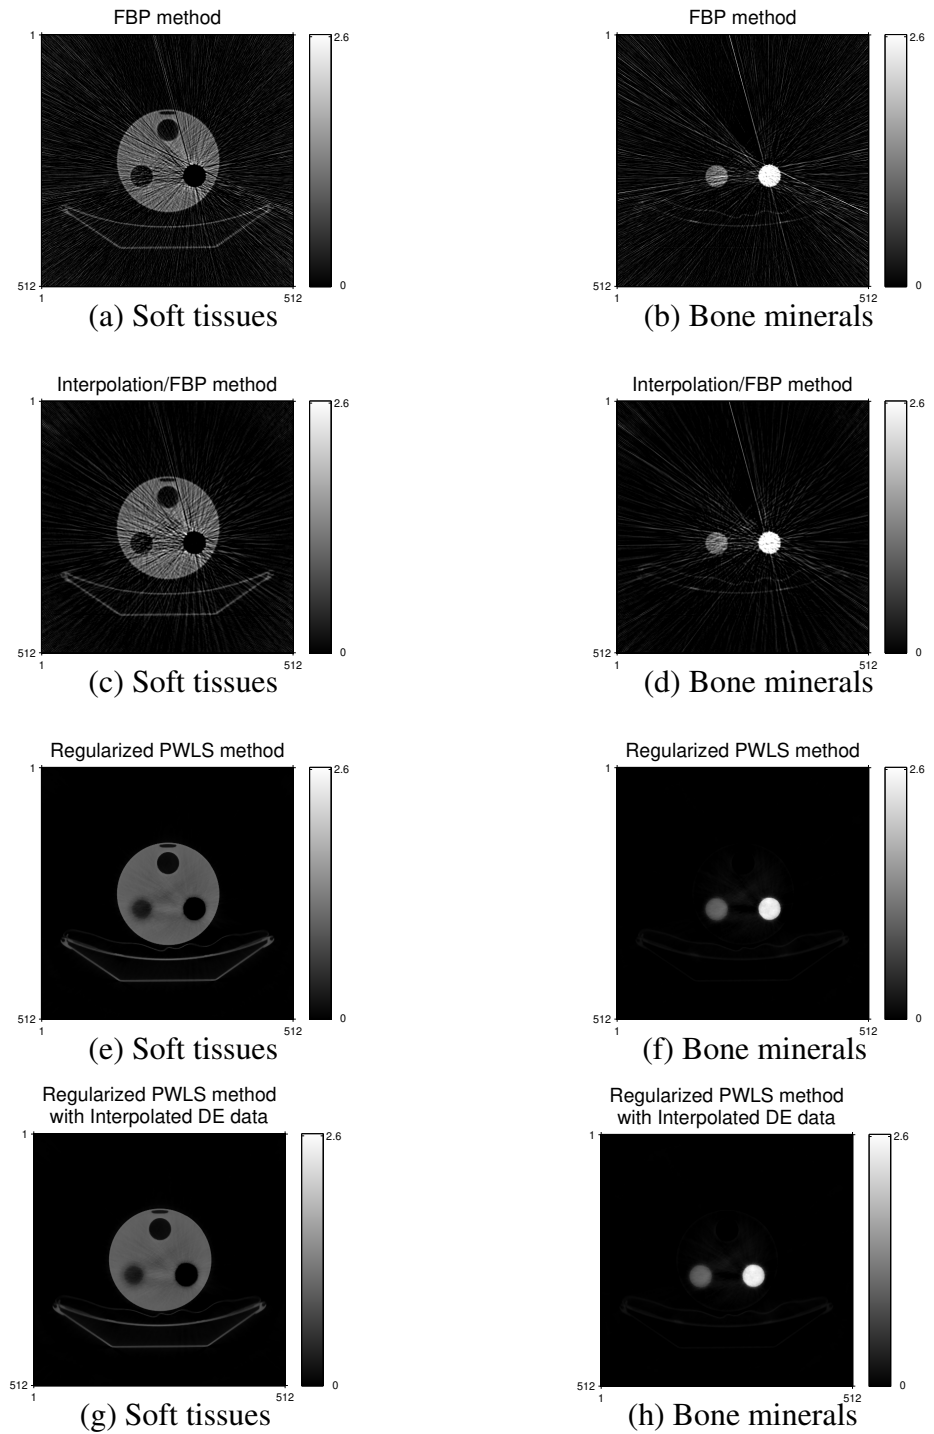 FBP method
FBP method
1
2.6
1
2.6
512
0
512
0
1
512
1
512
(a) Soft tissues
(b) Bone minerals
Interpolation/FBP method
Interpolation/FBP method
1
2.6
1
2.6
512
0
512
0
1
512
1
512
(c) Soft tissues
(d) Bone minerals
Regularized PWLS method
Regularized PWLS method
1
2.6
1
2.6
512
0
512
0
1
512
1
512
(e) Soft tissues
(f) Bone minerals
Regularized PWLS method
with Interpolated DE data
Regularized PWLS method
with Interpolated DE data
1
2.6
1
2.6
512
0
512
0
1
512
1
512
(g) Soft tissues
(h) Bone minerals